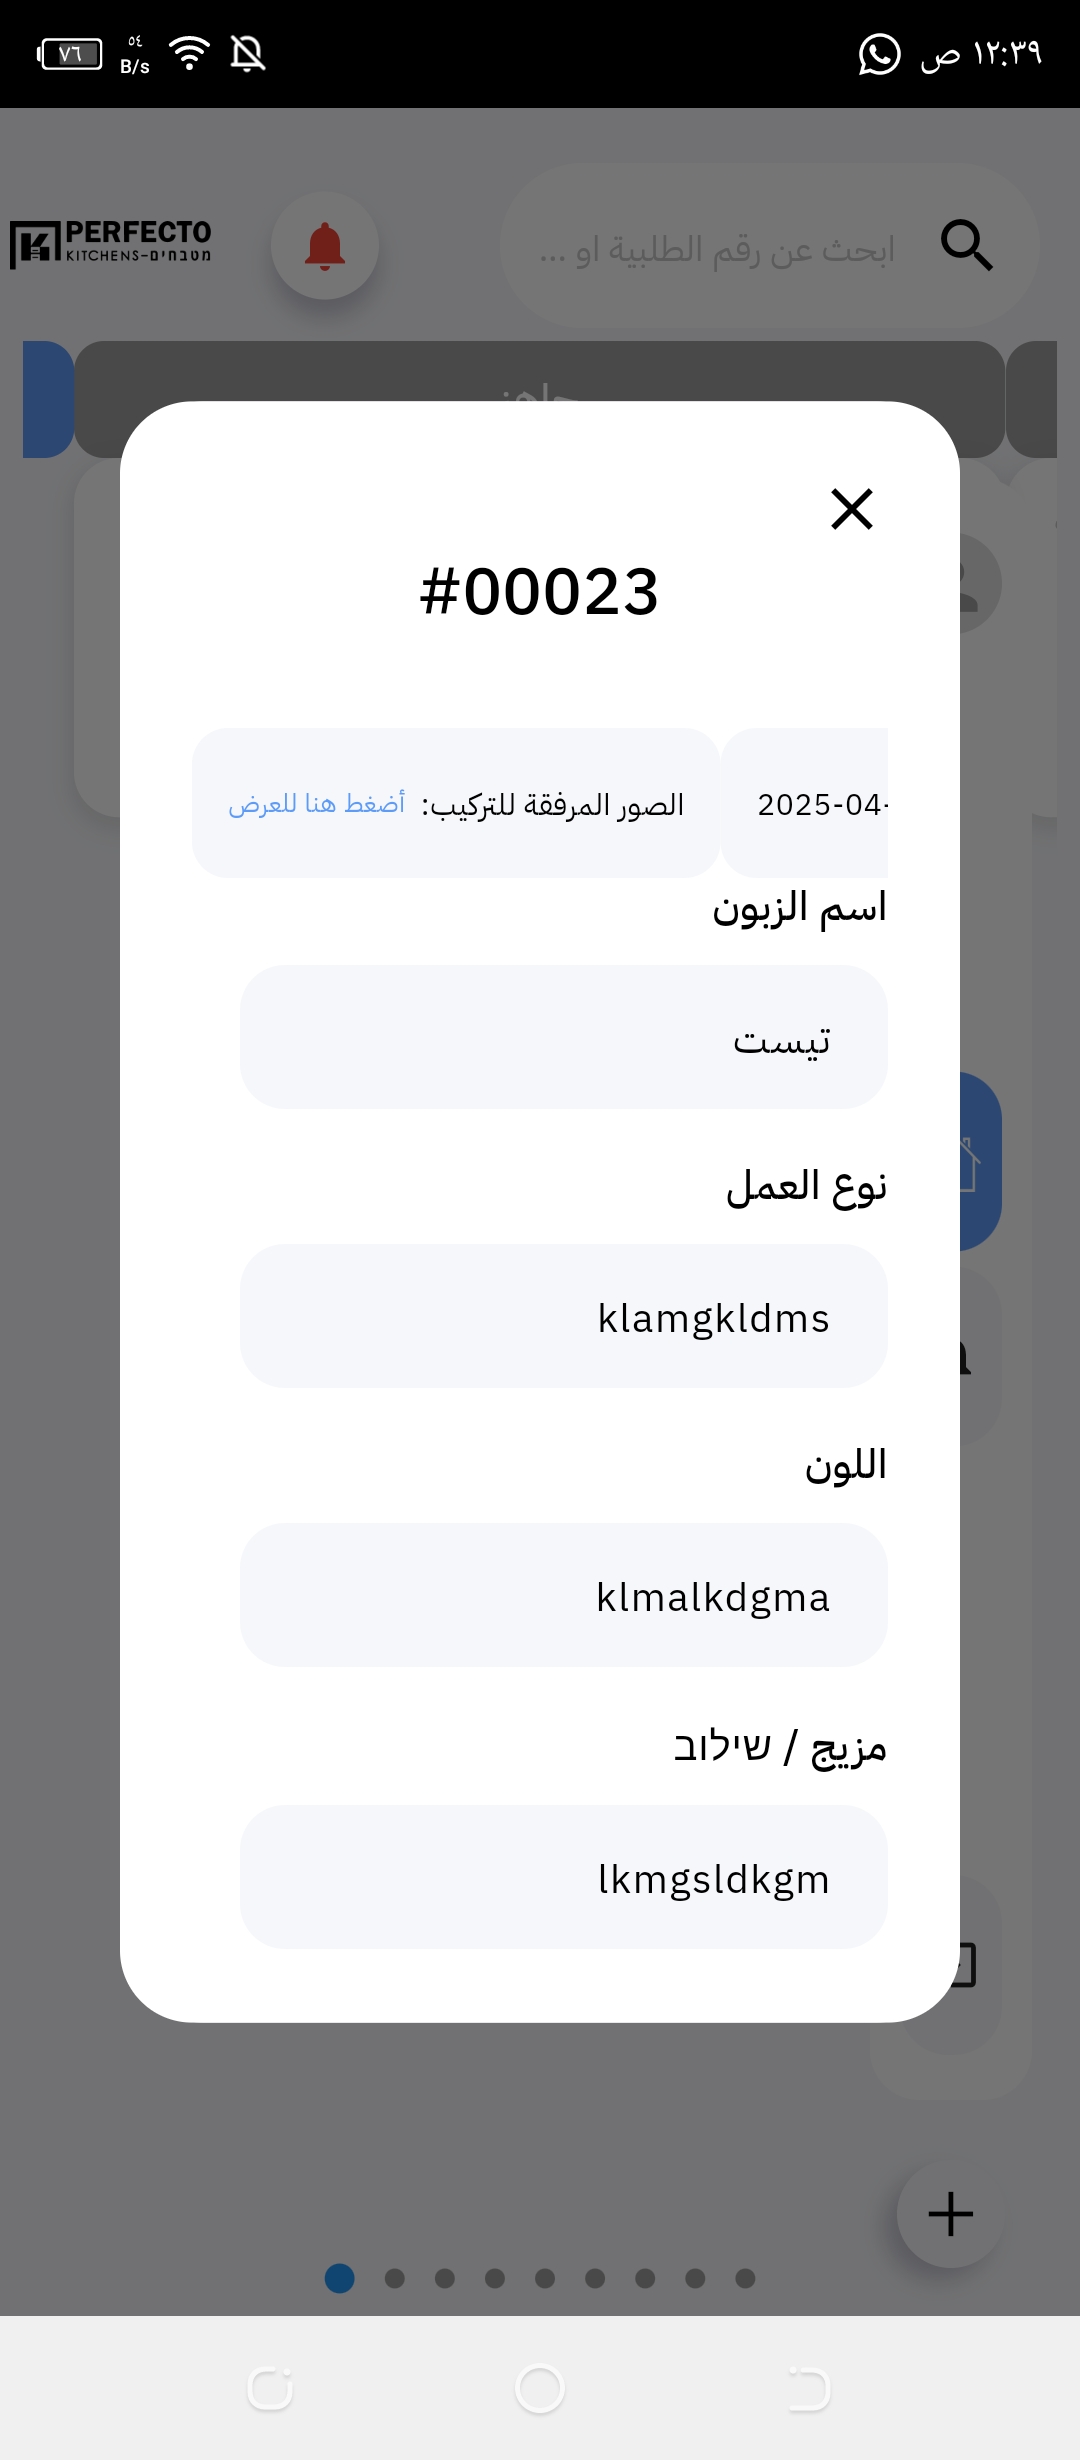 ١٢:٣٩ ص
٥٤
B/s
٧٦
ابحث عن رقم الطلبية او ...
PERFECTO
KITCHENS-מטבחים
#00023
2025-04-
الصور المرفقة للتركيب: أضغط هنا للعرض
اسم الزبون
تيست
نوع العمل
klamgkldms
اللون
klmalkdgma
مزيج / שילוב
lkmgsldkgm